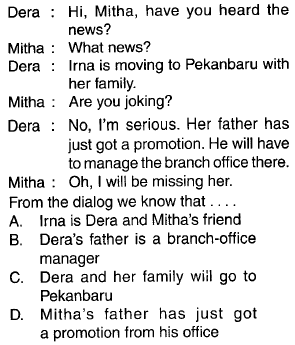 Dera : Hi, Mitha, have you heard the
news?
Mitha : What news?
Dera : Irna is moving to Pekanbaru with
her family.
Mitha : Are you joking?
Dera : No, I'm serious. Her father has
just got a promotion. He will have
to manage the branch office there.
Mitha : Oh, I will be missing her.
From the dialog we know that . . . .
A. Irna is Dera and Mitha's friend
B. Dera's father is a branch-office
manager
C. Dera and her family will go to
Pekanbaru
D. Mitha's father has just got
a promotion from his office